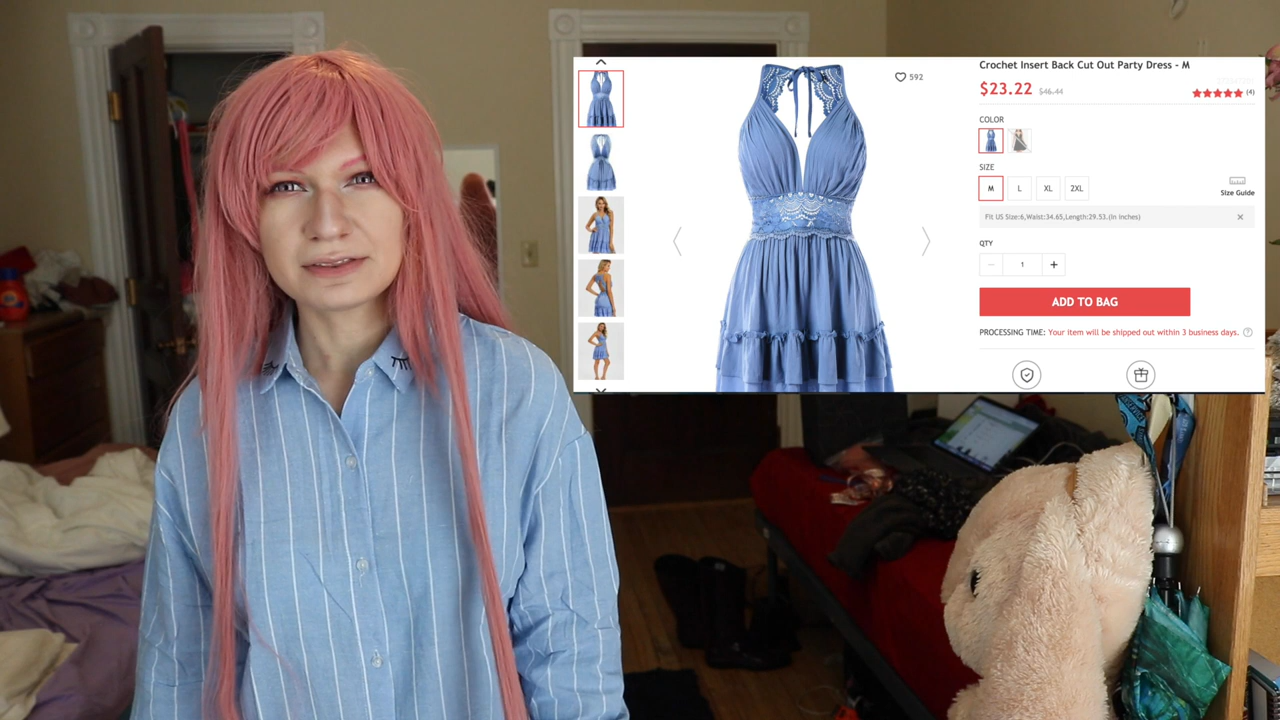 592
Crochet Insert Back Cut Out Party Dress - M
$23.22 $46.44
(4)
COLOR
SIZE
M L XL 2XL
Size Guide
Fit US Size:6,Waist:34.65,Length:29.53.(in inches)
QTY
1
ADD TO BAG
PROCESSING TIME: Your item will be shipped out within 3 business days.